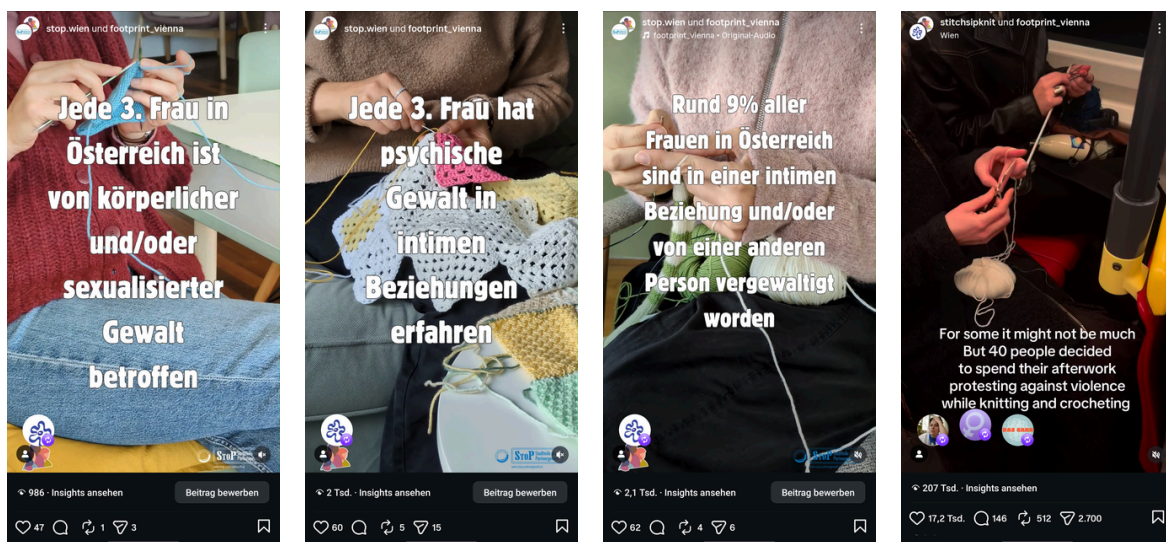 stop.wien und footprint_vienna
Jede 3. Frau in
Österreich ist
von körperlicher
und/oder
sexualisierter
Gewalt
betroffen
StoP
986 · Insights ansehen
Beitrag bewerben
47
1
3
stop.wien und footprint_vienna
Jede 3. Frau hat
psychische
Gewalt in
intimen
Beziehungen
erfahren
StoP
2 Tsd. · Insights ansehen
Beitrag bewerben
60
5
15
stop.wien und footprint_vienna
footprint_vienna • Original-Audio
Rund 9% aller
Frauen in Österreich
sind in einer intimen
Beziehung und/oder
von einer anderen
Person vergewaltigt
worden
StoP
2,1 Tsd. · Insights ansehen
Beitrag bewerben
62
4
6
stitchsipknit und footprint_vienna
Wien
For some it might not be much
But 40 people decided
to spend their afterwork
protesting against violence
while knitting and crocheting
207 Tsd. · Insights ansehen
17,2 Tsd.
146
512
2.700